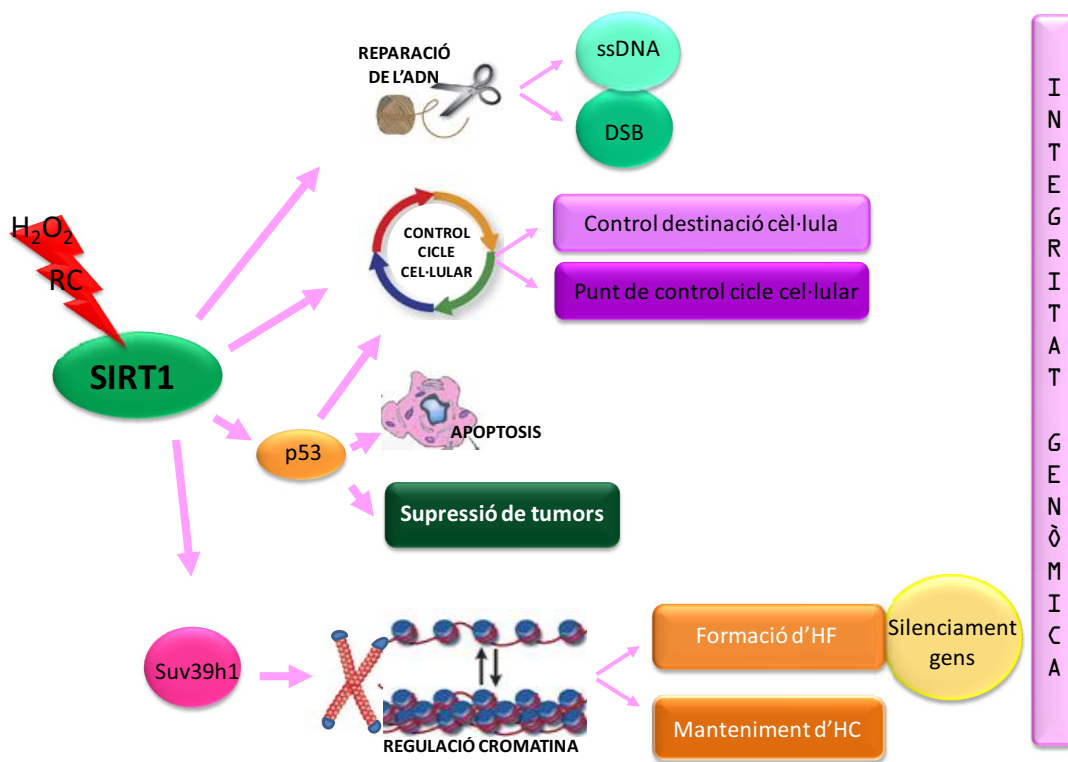 REPARACIÓ
DE L'ADN
ssDNA
DSB
H₂O₂
RC
SIRT1
CONTROL
CICLE
CEL·LULAR
Control destinació cèl·lula
Punt de control cicle cel·lular
p53
APOPTOSIS
Supressió de tumors
Suv39h1
REGULACIÓ CROMATINA
Formació d'HF
Silenciament
gens
Manteniment d'HC
INTEGRITAT GENÒMICA